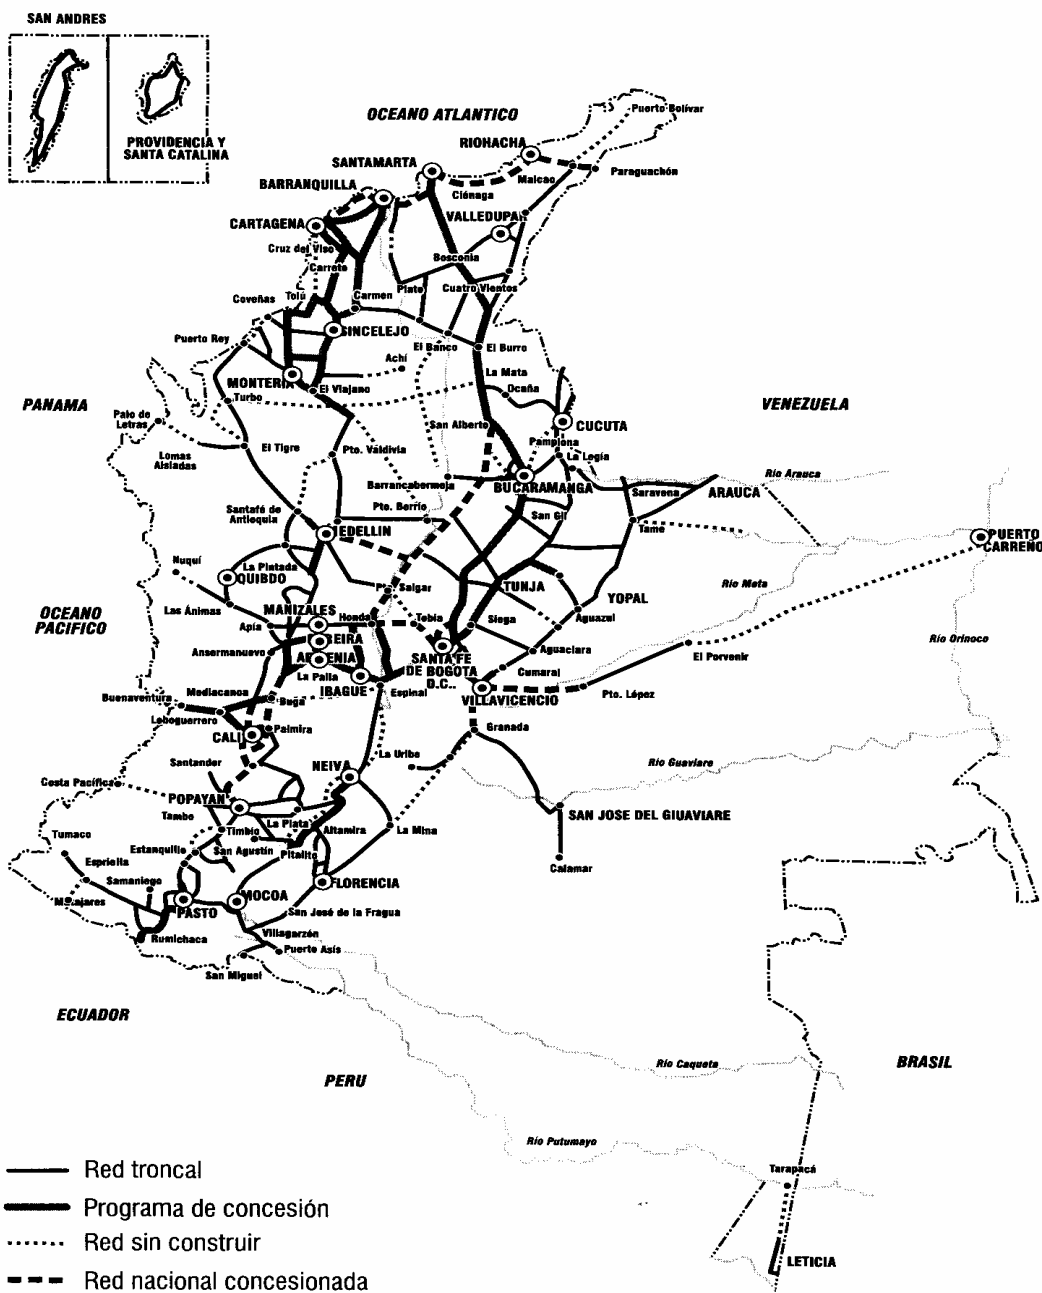 SAN ANDRES
PROVIDENCIA Y
SANTA CATALINA
OCEANO ATLANTICO
Puerto Bolívar
RIOHACHA
SANTAMARTA
Maicao
Paraguachón
BARRANQUILLA
Ciénaga
CARTAGENA
VALLEDUPAR
Cruz del Viso
Bosconia
Carreto
Coveñas
Tolú
Carmen
Plato
Cuatro Vientos
SINCELEJO
Puerto Rey
El Banco
El Burro
Achí
La Mata
MONTERIA
El Viajano
Ocaña
PANAMA
Turbo
VENEZUELA
Palo de
Letras
San Alberto
CUCUTA
Pamplona
El Tigre
Pto. Valdivia
La Legía
Lomas
Aisladas
Río Arauca
Barrancabermeja
BUCARAMANGA
Saravena
ARAUCA
Santafé de
Antioquia
Pto. Berrío
San Gil
Tame
EDELLIN
PUERTO
CARREÑO
Nuquí
La Pintada
QUIBDO
Pto Salgar
TUNJA
Río Meta
YOPAL
OCEANO
PACIFICO
Las Ánimas
MANIZALES
Apía
Honda
Tobia
Sisga
Aguazul
Río Orinoco
Ansermanuevo
EREIRA
AR ENIA
SANTA FE
DE BOGOTA
D.C..
Aguaclara
El Porvenir
La Paila
IBAGUE
Espinal
Cumaral
Buenaventura
Mediacanoa
Buga
VILLAVICENCIO
Pto. López
Loboguerrero
CALI
Palmira
Granada
Santander
NEIVA
La Uribe
Río Guaviare
Costa Pacífica
POPAYAN
Tambo
La Plata
Altamira
La Mina
SAN JOSE DEL GIUAVIARE
Tumaco
Timbío
Estanquillo
San Agustín
Pitalito
Espriella
Calamar
Samaniego
MOCOA
FLORENCIA
PASTO
San José de la Fragua
Rumichaca
Villagarzón
Puerto Asís
San Miguel
ECUADOR
Río Caqueta
BRASIL
PERU
Río Putumayo
Tarapacá
LETICIA
Red troncal
Programa de concesión
Red sin construir
Red nacional concesionada